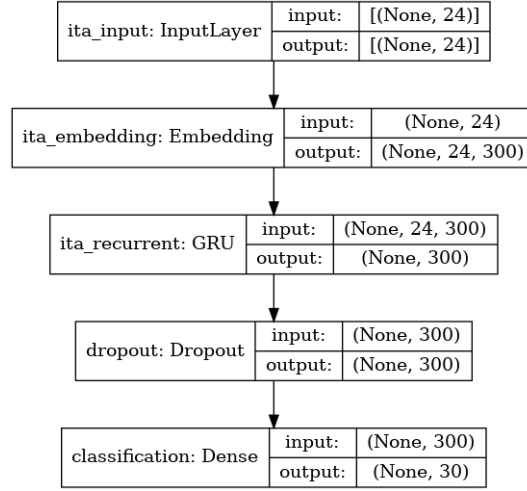 ita_input: InputLayer
input: [(None, 24)]
output: [(None, 24)]
ita_embedding: Embedding
input: (None, 24)
output: (None, 24, 300)
ita_recurrent: GRU
input: (None, 24, 300)
output: (None, 300)
dropout: Dropout
input: (None, 300)
output: (None, 300)
classification: Dense
input: (None, 300)
output: (None, 30)